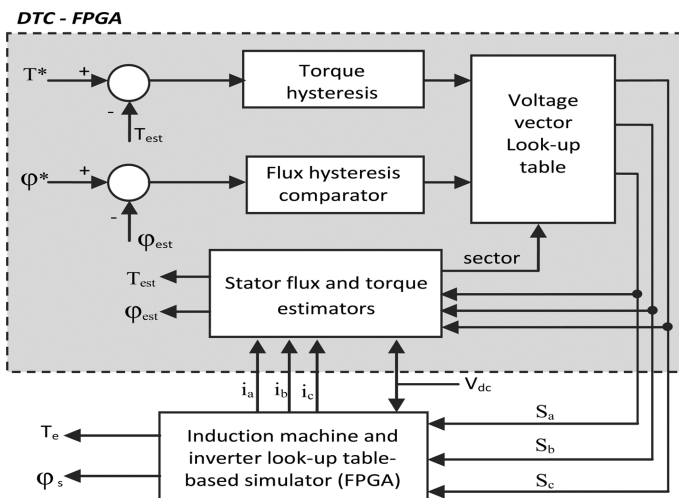 DTC - FPGA
T*
+
-
Test
Torque
hysteresis
Voltage
vector
Look-up
table
φ*
+
-
φest
Flux hysteresis
comparator
sector
Test
φest
Stator flux and torque
estimators
ia
ib
ic
Vdc
Te
φs
Induction machine and
inverter look-up table-
based simulator (FPGA)
Sa
Sb
Sc